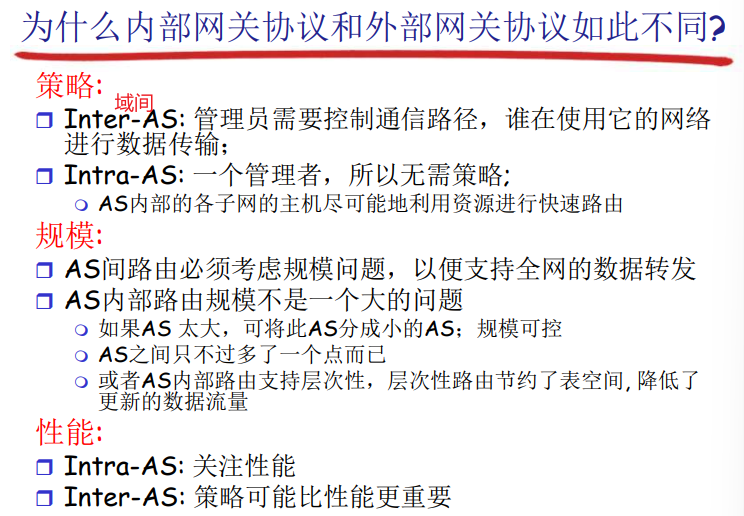 为什么内部网关协议和外部网关协议如此不同?
策略:
域间
Inter-AS: 管理员需要控制通信路径，谁在使用它的网络
进行数据传输;
Intra-AS: 一个管理者，所以无需策略;
AS内部的各子网的主机尽可能地利用资源进行快速路由
规模:
AS间路由必须考虑规模问题，以便支持全网的数据转发
AS内部路由规模不是一个大的问题
如果AS 太大，可将此AS分成小的AS；规模可控
AS之间只不过多了一个点而已
或者AS内部路由支持层次性，层次性路由节约了表空间, 降低了
更新的数据流量
性能:
Intra-AS: 关注性能
Inter-AS: 策略可能比性能更重要